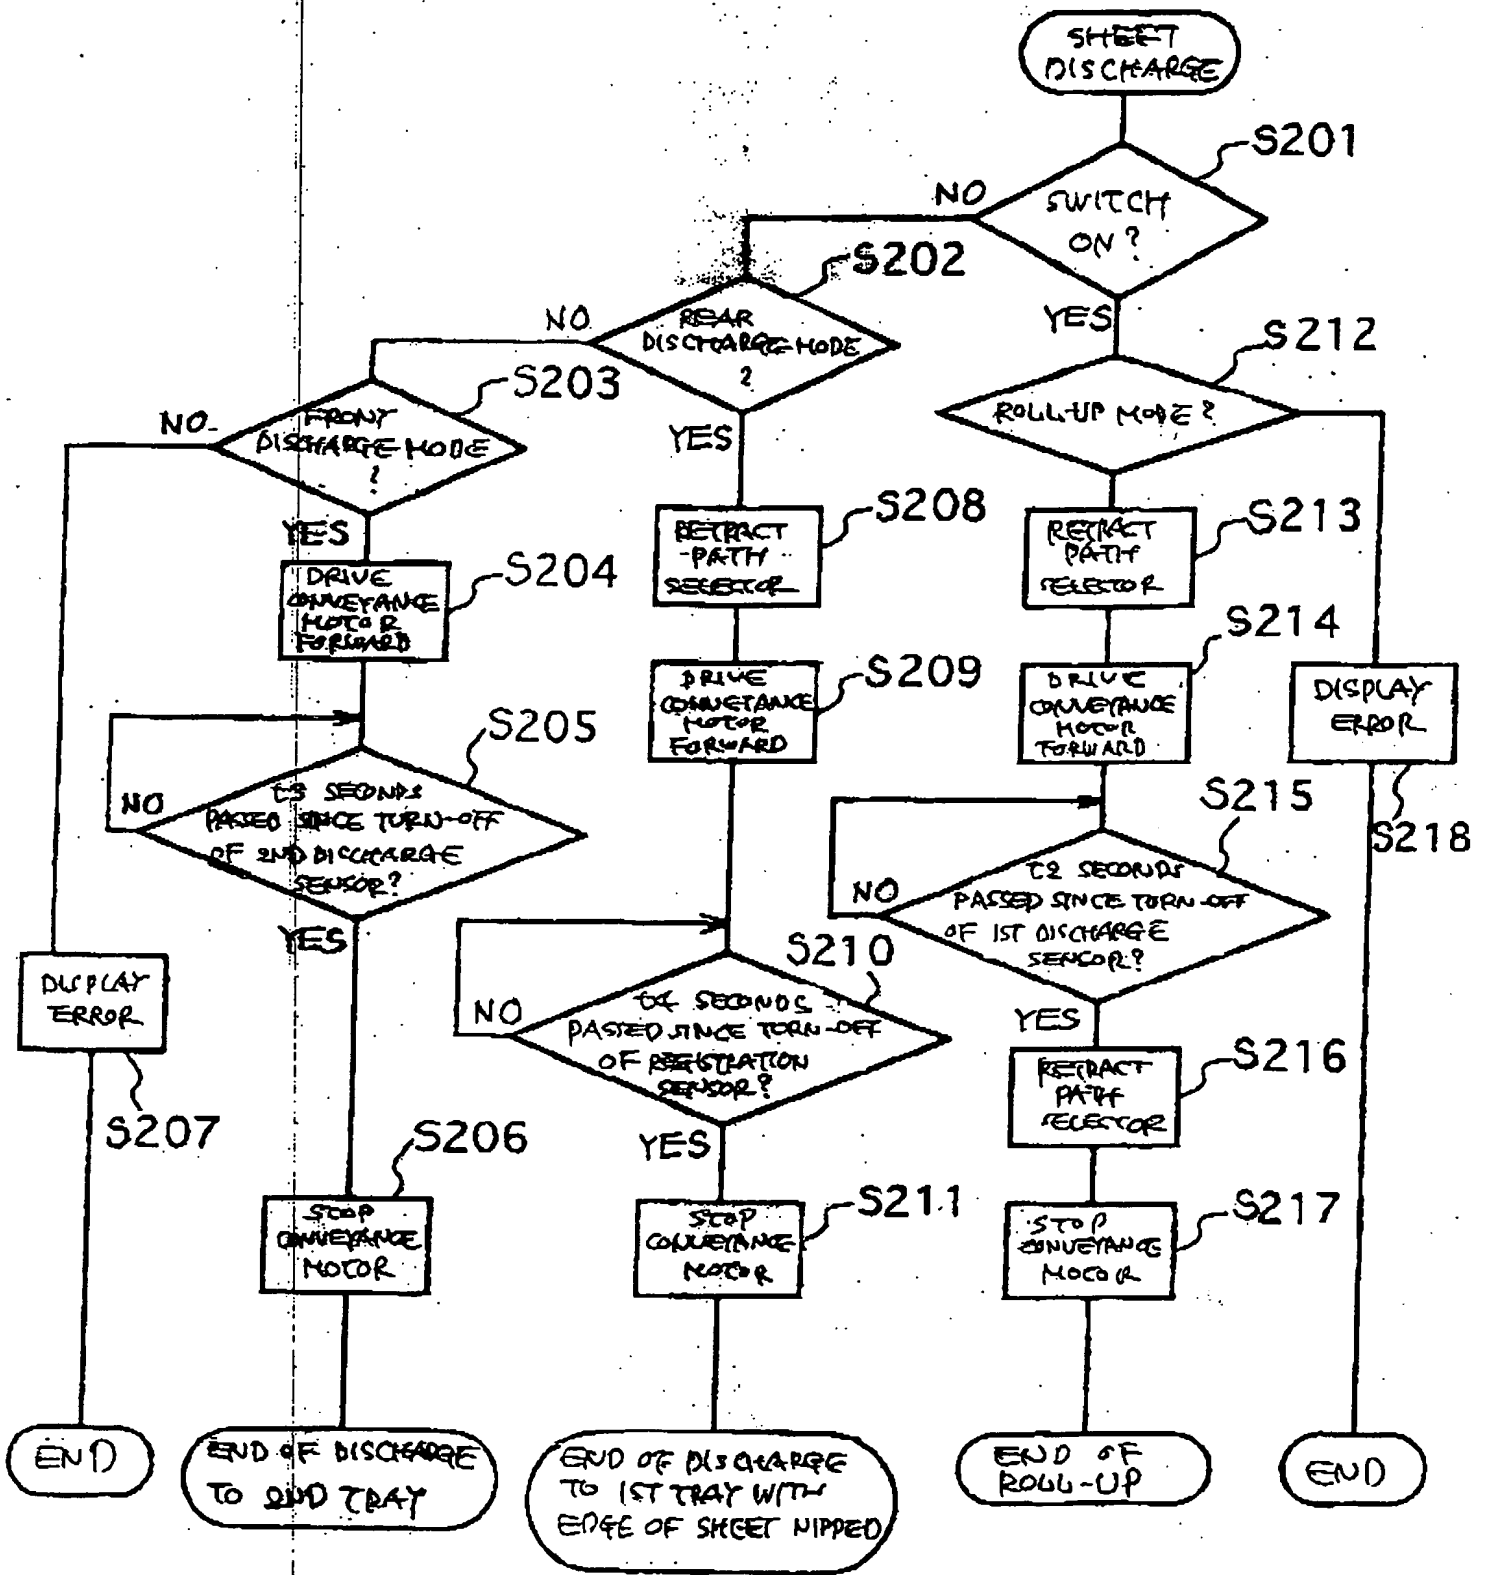 SHEET
DISCHARGE
S201
SWITCH
ON?
NO
YES
S202
REAR
DISCHARGE MODE
?
NO
YES
S212
ROLL-UP MODE?
S203
FRONT
DISCHARGE MODE
?
NO
YES
S208
RETRACT
PATH
SELECTOR
S213
RETRACT
PATH
SELECTOR
S204
DRIVE
CONVEYANCE
MOTOR
FORWARD
S209
DRIVE
CONVEYANCE
MOTOR
FORWARD
S214
DRIVE
CONVEYANCE
MOTOR
FORWARD
DISPLAY
ERROR
S218
S205
t3 SECONDS
PASSED SINCE TURN-OFF
OF 2ND DISCHARGE
SENSOR?
NO
YES
S215
t2 SECONDS
PASSED SINCE TURN-OFF
OF 1ST DISCHARGE
SENSOR?
NO
YES
S210
t4 SECONDS
PASSED SINCE TURN-OFF
OF REGISTRATION
SENSOR?
NO
YES
DISPLAY
ERROR
S207
S216
RETRACT
PATH
SELECTOR
S206
STOP
CONVEYANCE
MOTOR
S211
STOP
CONVEYANCE
MOTOR
S217
STOP
CONVEYANCE
MOTOR
END
END OF DISCHARGE
TO 2ND TRAY
END OF DISCHARGE
TO 1ST TRAY WITH
EDGE OF SHEET NIPPED
END OF
ROLL-UP
END